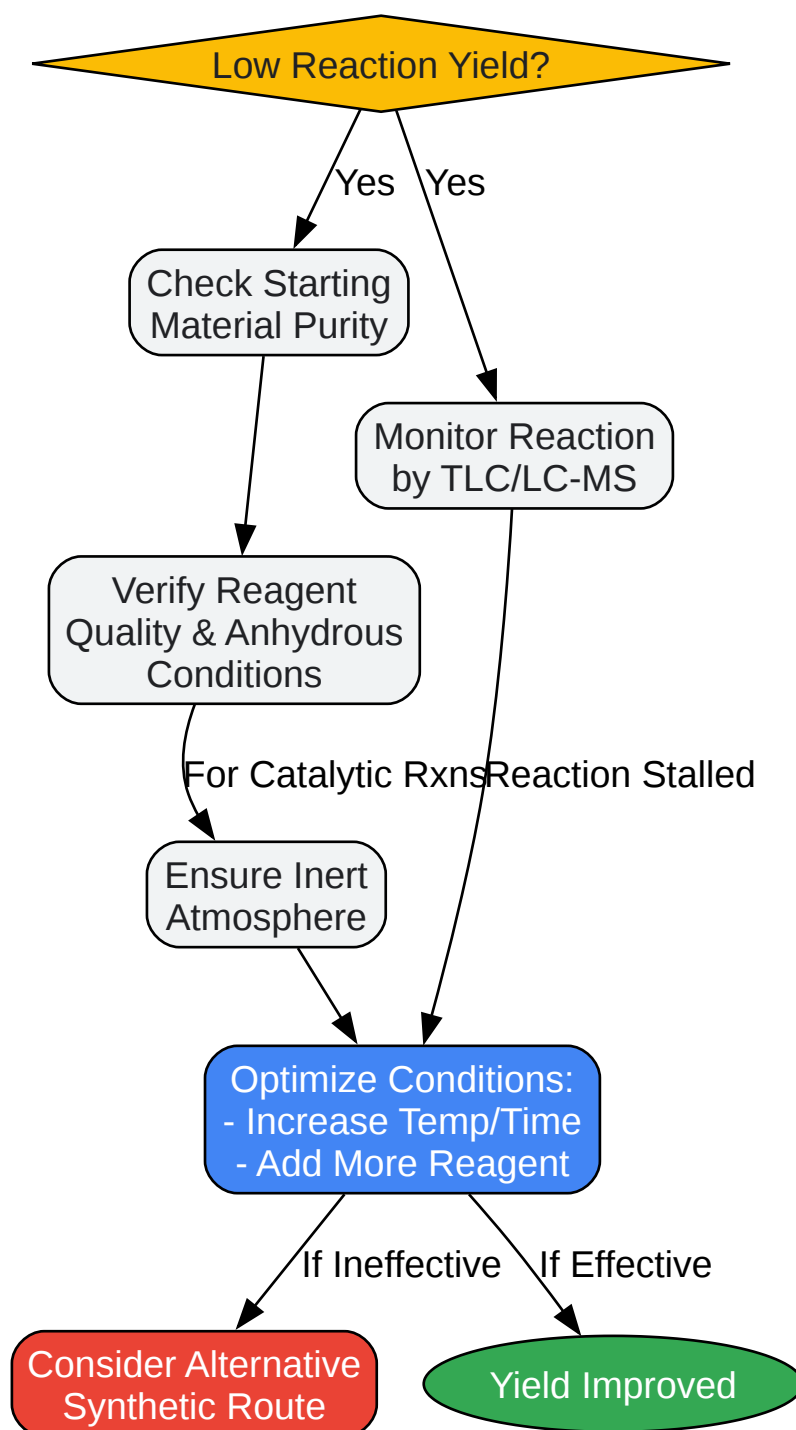 Low Reaction Yield?
Yes
Yes
Check Starting
Material Purity
Monitor Reaction
by TLC/LC-MS
Verify Reagent
Quality & Anhydrous
Conditions
For Catalytic Rxns
Reaction Stalled
Ensure Inert
Atmosphere
Optimize Conditions:
- Increase Temp/Time
- Add More Reagent
If Ineffective
If Effective
Consider Alternative
Synthetic Route
Yield Improved